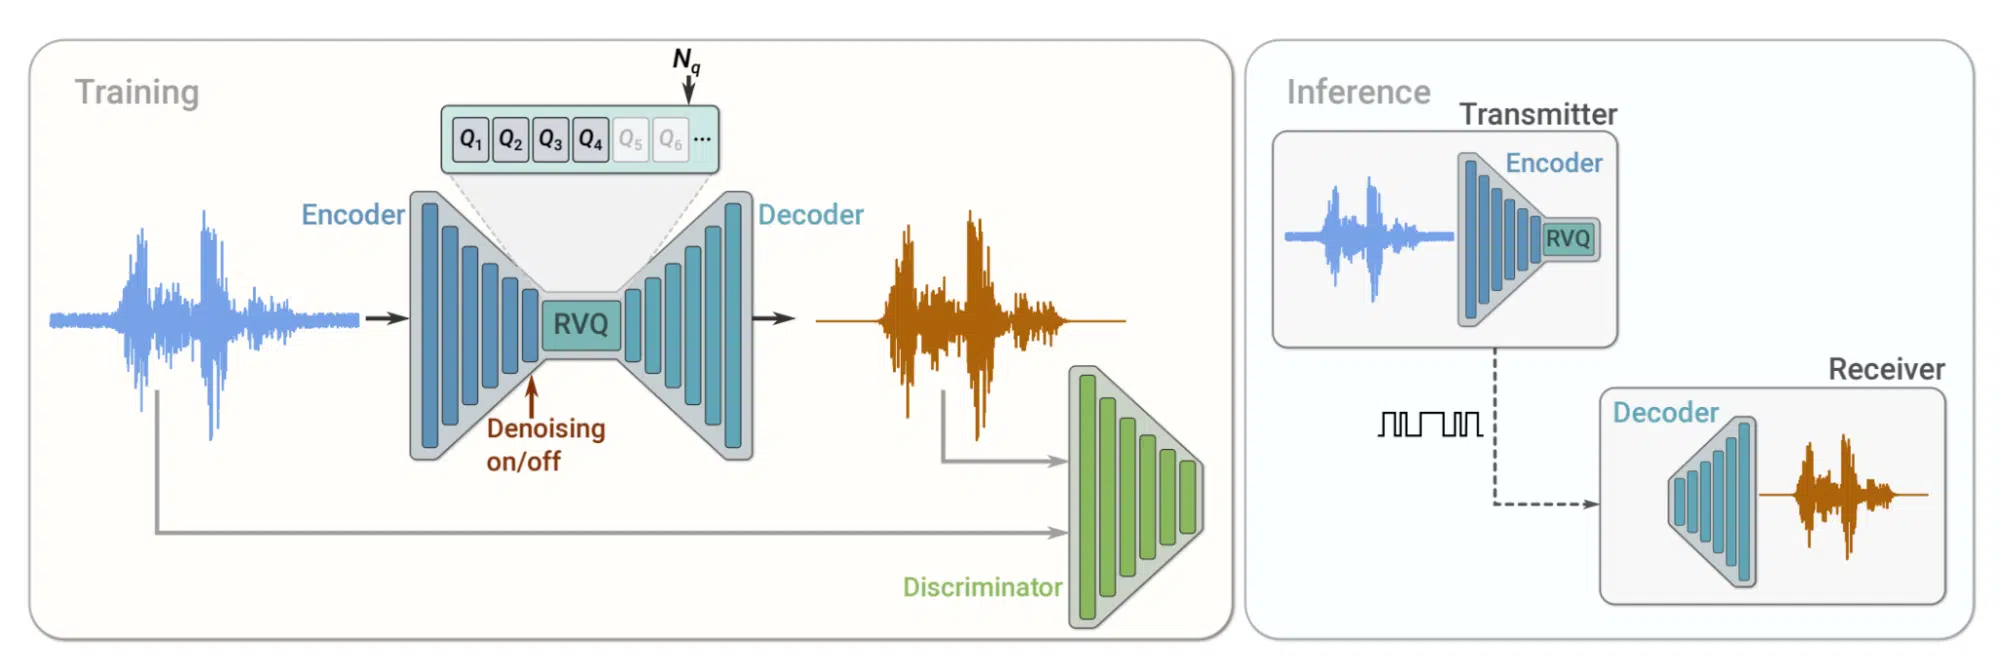 Training
N_q
Q_1 Q_2 Q_3 Q_4 Q_5 Q_6 ...
Encoder
Decoder
RVQ
Denoising
on/off
Discriminator
Inference
Transmitter
Encoder
RVQ
Receiver
Decoder